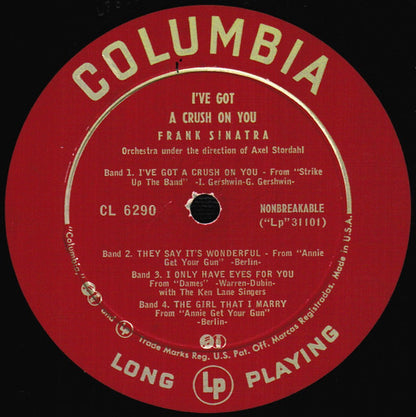 COLUMBIA
I'VE GOT
A CRUSH ON YOU
FRANK SINATRA
Orchestra under the direction of Axel Stordahl
Band 1. I'VE GOT A CRUSH ON YOU - From "Strike
Up The Band" -I. Gershwin-G. Gershwin-
CL 6290
NONBREAKABLE
("Lp"31101)
Band 2. THEY SAY IT'S WONDERFUL - From "Annie
Get Your Gun" -Berlin-
Band 3. I ONLY HAVE EYES FOR YOU
From "Dames" -Warren-Dubin-
with The Ken Lane Singers
Band 4. THE GIRL THAT I MARRY
From "Annie Get Your Gun"
-Berlin-
"Columbia," and Trade Marks Reg. U.S. Pat. Off. Marcas Registradas. Made in U.S.A.
LONG LP PLAYING